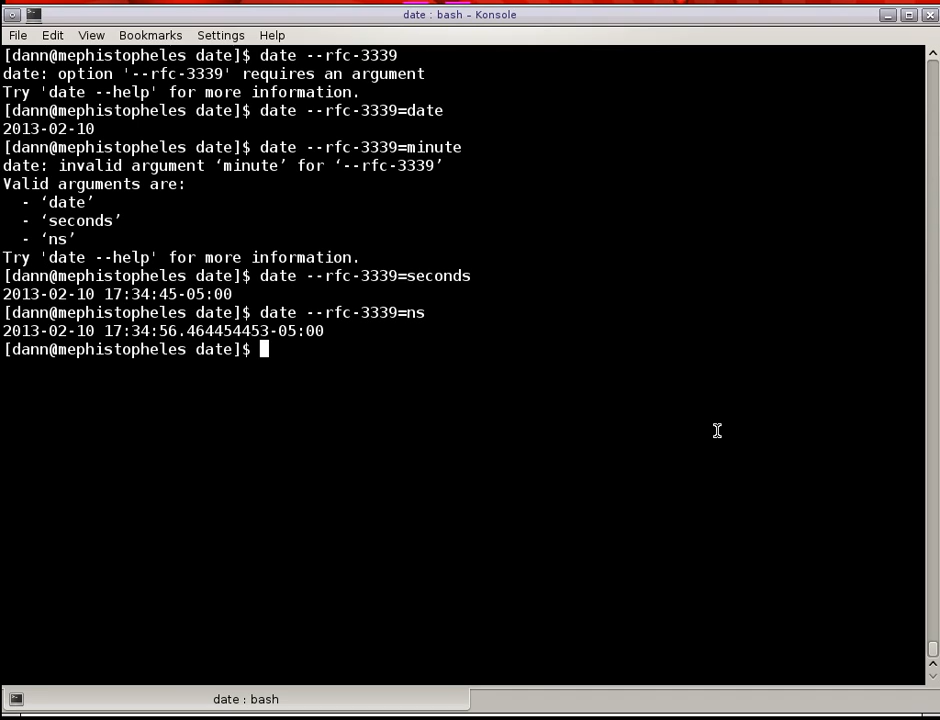 date : bash – Konsole
File Edit View Bookmarks Settings Help
[dann@mephistopheles date]$ date --rfc-3339
date: option '--rfc-3339' requires an argument
Try 'date --help' for more information.
[dann@mephistopheles date]$ date --rfc-3339=date
2013-02-10
[dann@mephistopheles date]$ date --rfc-3339=minute
date: invalid argument ‘minute’ for ‘--rfc-3339’
Valid arguments are:
  - ‘date’
  - ‘seconds’
  - ‘ns’
Try 'date --help' for more information.
[dann@mephistopheles date]$ date --rfc-3339=seconds
2013-02-10 17:34:45-05:00
[dann@mephistopheles date]$ date --rfc-3339=ns
2013-02-10 17:34:56.464454453-05:00
[dann@mephistopheles date]$
date : bash